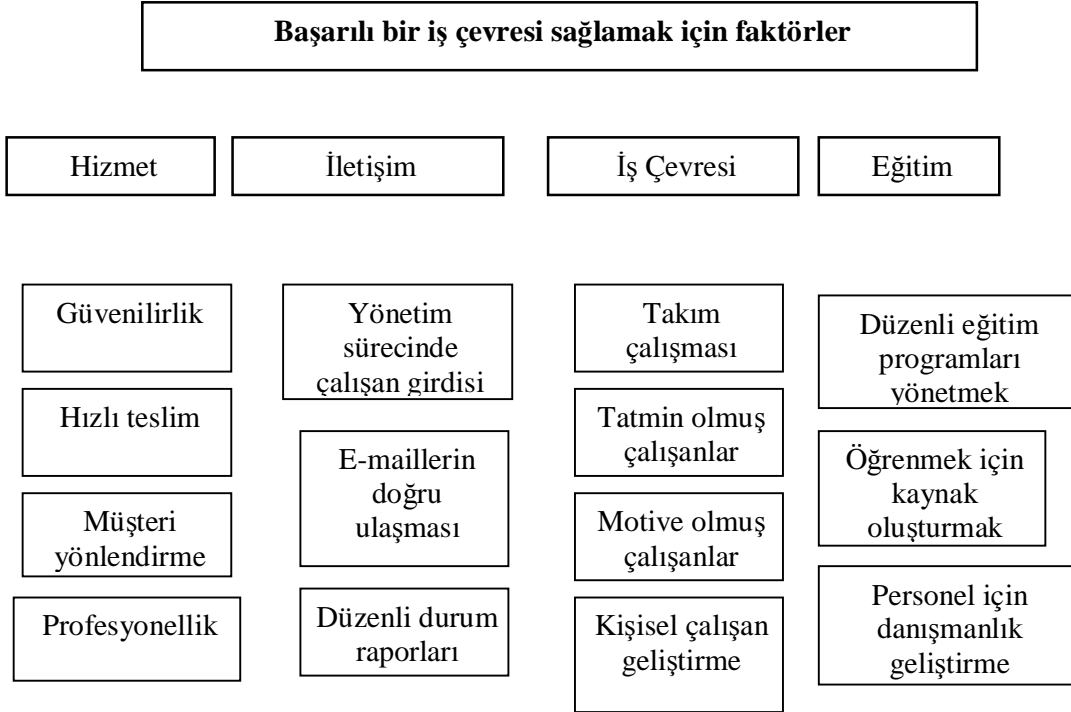 Başarılı bir iş çevresi sağlamak için faktörler
Hizmet
İletişim
İş Çevresi
Eğitim
Güvenilirlik
Hızlı teslim
Müşteri
yönlendirme
Profesyonellik
Yönetim
sürecinde
çalışan girdisi
E-maillerin
doğru
ulaşması
Düzenli durum
raporları
Takım
çalışması
Tatmin olmuş
çalışanlar
Motive olmuş
çalışanlar
Kişisel çalışan
geliştirme
Düzenli eğitim
programları
yönetmek
Öğrenmek için
kaynak
oluşturmak
Personel için
danışmanlık
geliştirme